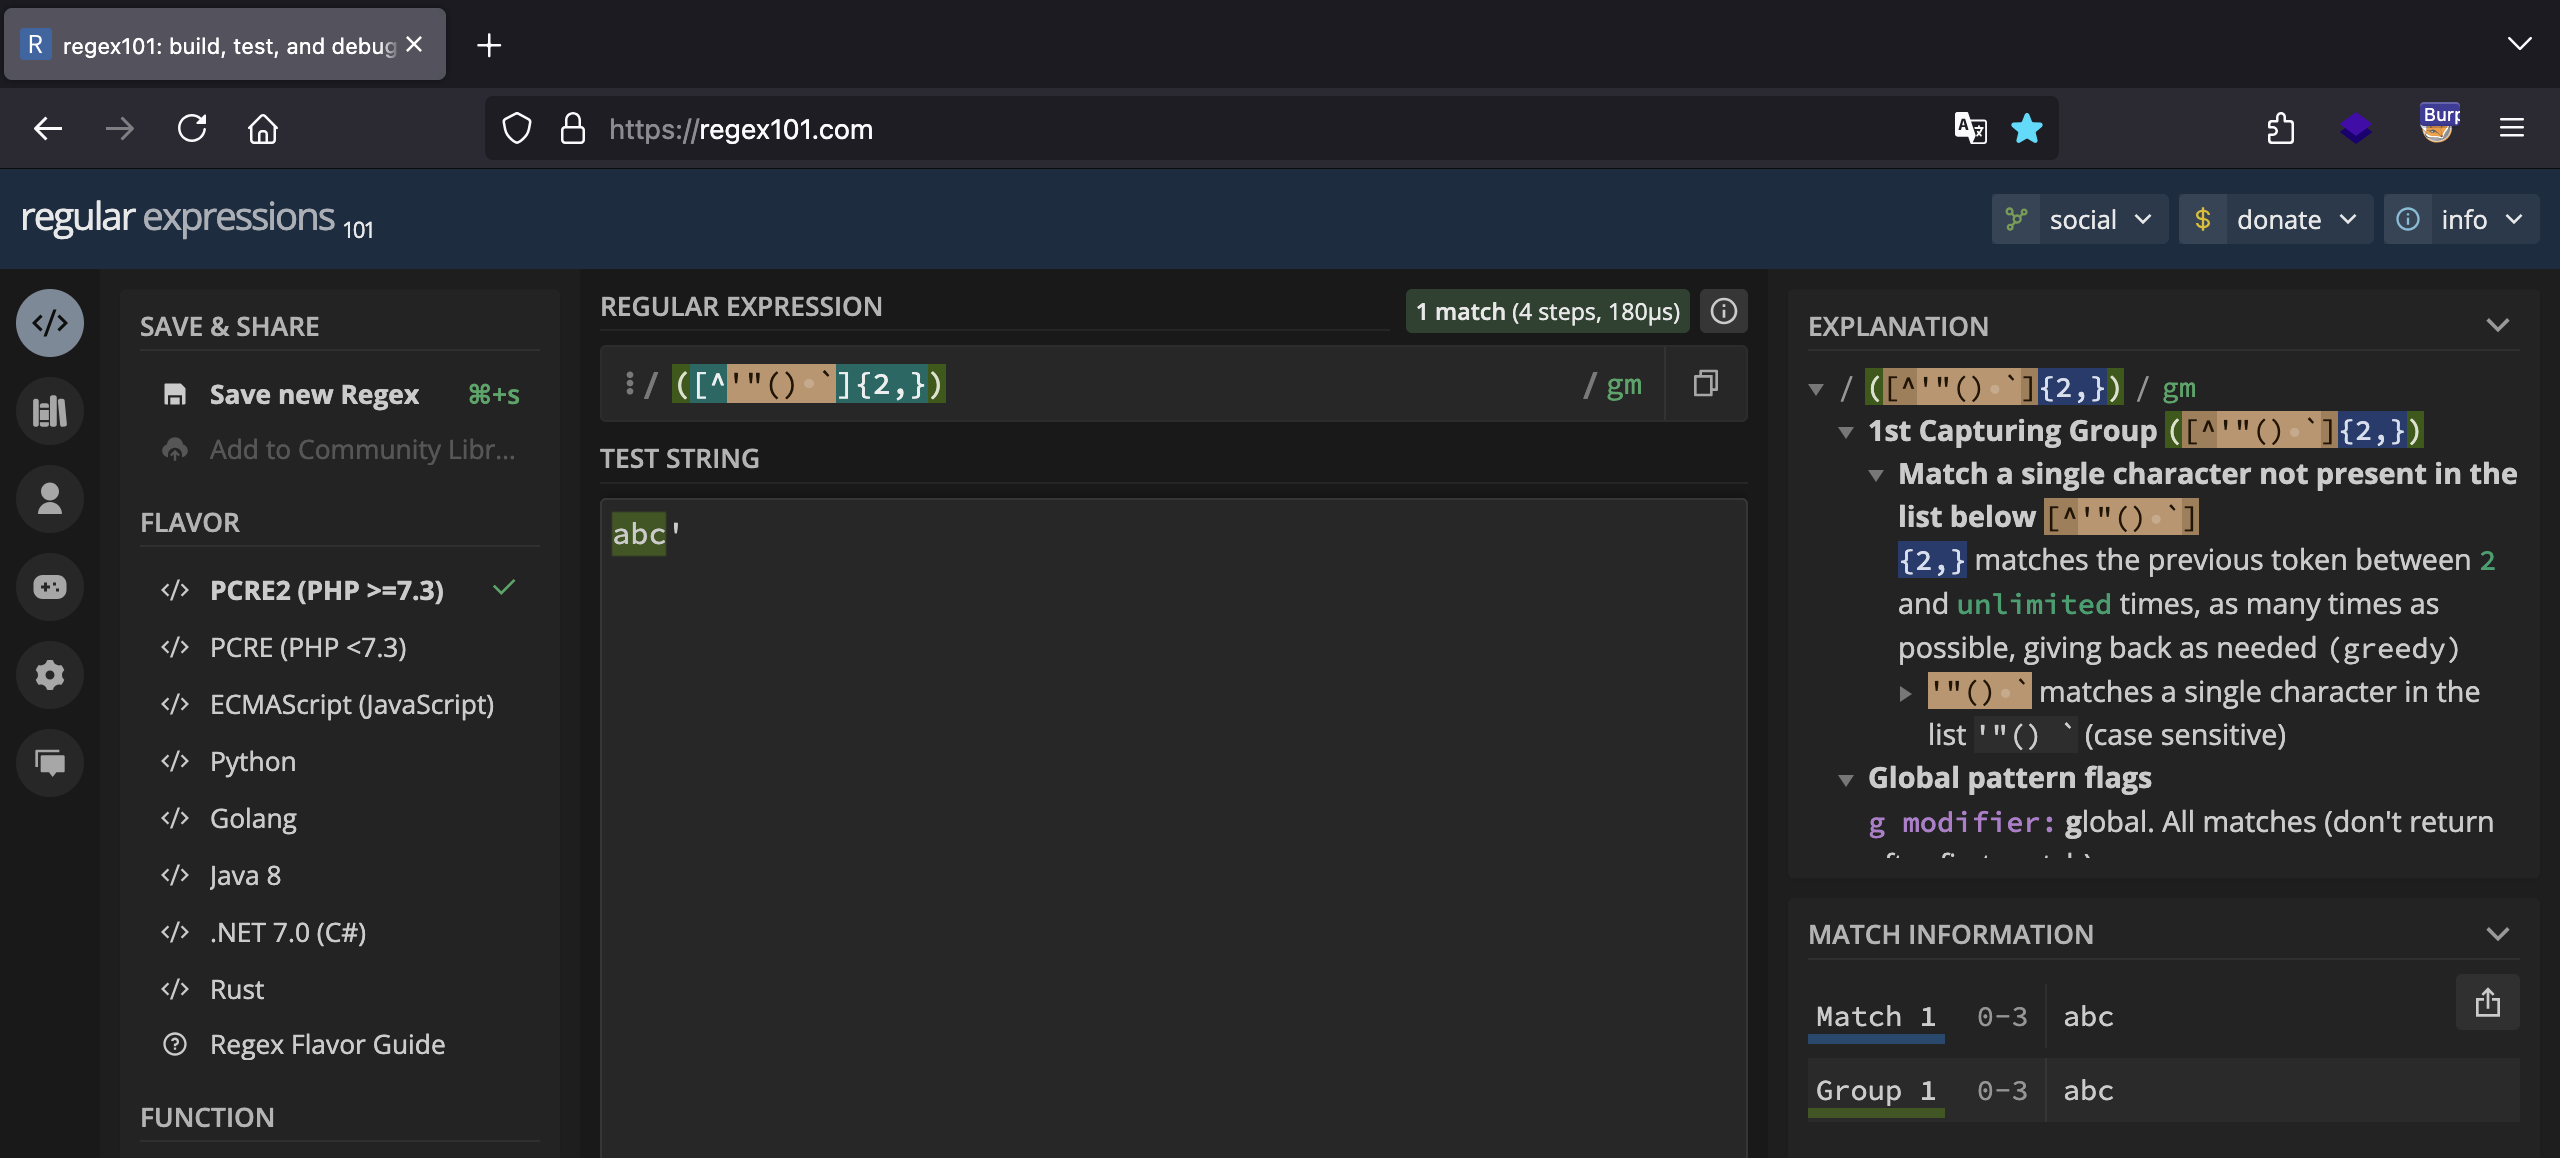 R regex101: build, test, and debug
https://regex101.com
Burp
regular expressions 101
social
donate
info
SAVE & SHARE
Save new Regex ⌘+s
Add to Community Libr...
FLAVOR
PCRE2 (PHP >=7.3)
PCRE (PHP <7.3)
ECMAScript (JavaScript)
Python
Golang
Java 8
.NET 7.0 (C#)
Rust
Regex Flavor Guide
FUNCTION
REGULAR EXPRESSION
1 match (4 steps, 180µs)
/ ([^'"()·`]{2,}) / gm
TEST STRING
abc'
EXPLANATION
/ ([^'"()·`]{2,}) / gm
1st Capturing Group ([^'"()·`]{2,})
Match a single character not present in the
list below [^'"()·`]
{2,} matches the previous token between 2
and unlimited times, as many times as
possible, giving back as needed (greedy)
'"()·` matches a single character in the
list '"() ` (case sensitive)
Global pattern flags
g modifier: global. All matches (don't return
MATCH INFORMATION
Match 1 0-3 abc
Group 1 0-3 abc